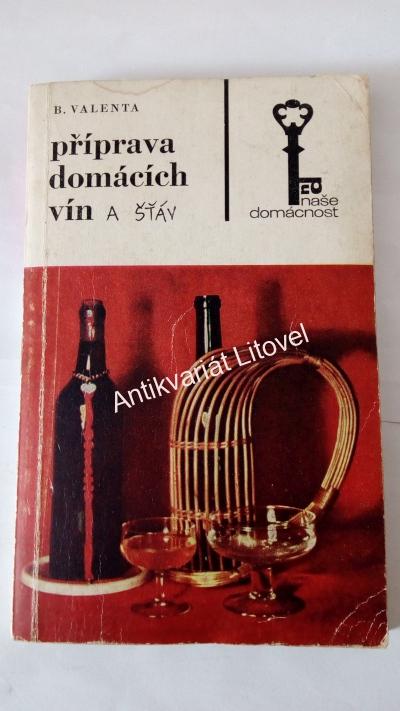 B. VALENTA
příprava
domácích
vín A ŠŤÁV
naše
domácnost
Antikvariát Litovel